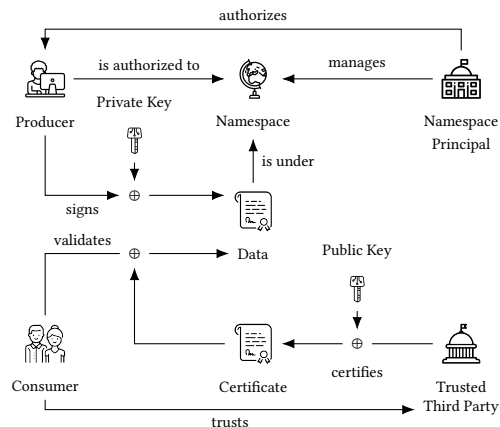 authorizes
is authorized to
manages
Producer
Private Key
Namespace
Namespace
Principal
is under
signs
validates
Data
Public Key
Consumer
Certificate
certifies
Trusted
Third Party
trusts